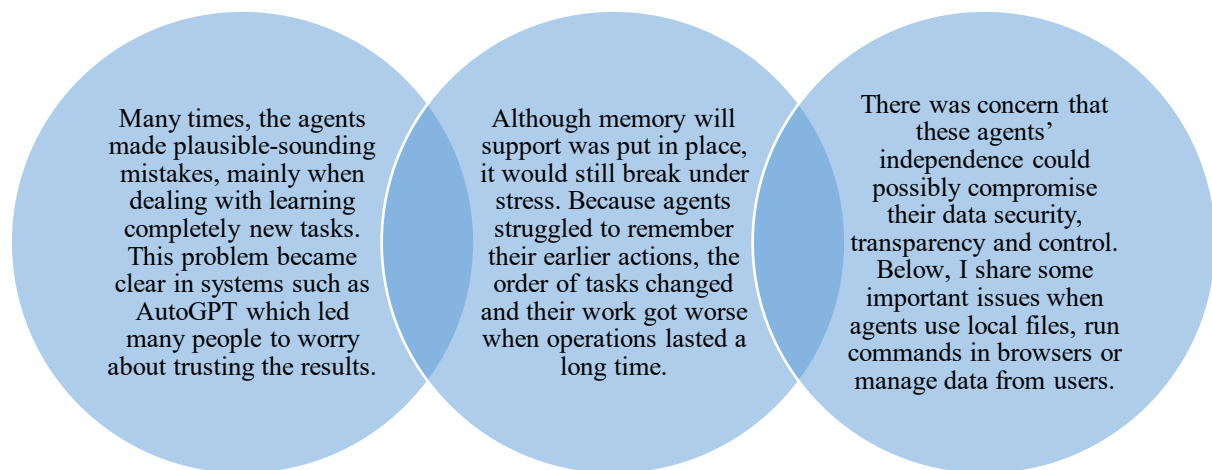 Many times, the agents
made plausible-sounding
mistakes, mainly when
dealing with learning
completely new tasks.
This problem became
clear in systems such as
AutoGPT which led
many people to worry
about trusting the results.
Although memory will
support was put in place,
it would still break under
stress. Because agents
struggled to remember
their earlier actions, the
order of tasks changed
and their work got worse
when operations lasted a
long time.
There was concern that
these agents’
independence could
possibly compromise
their data security,
transparency and control.
Below, I share some
important issues when
agents use local files, run
commands in browsers or
manage data from users.